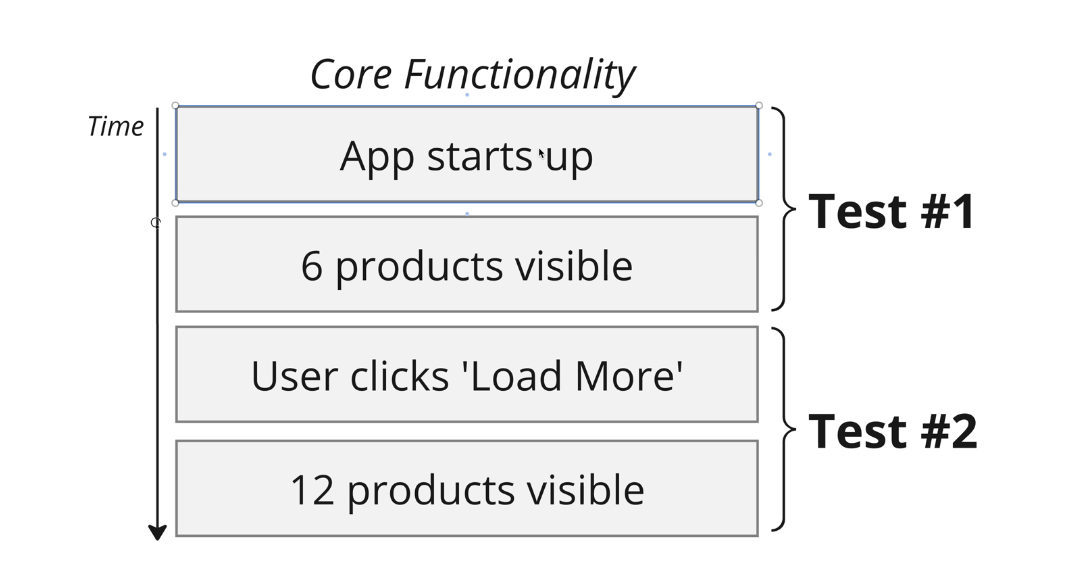 Core Functionality
Time
App starts up
Test #1
6 products visible
User clicks 'Load More'
Test #2
12 products visible